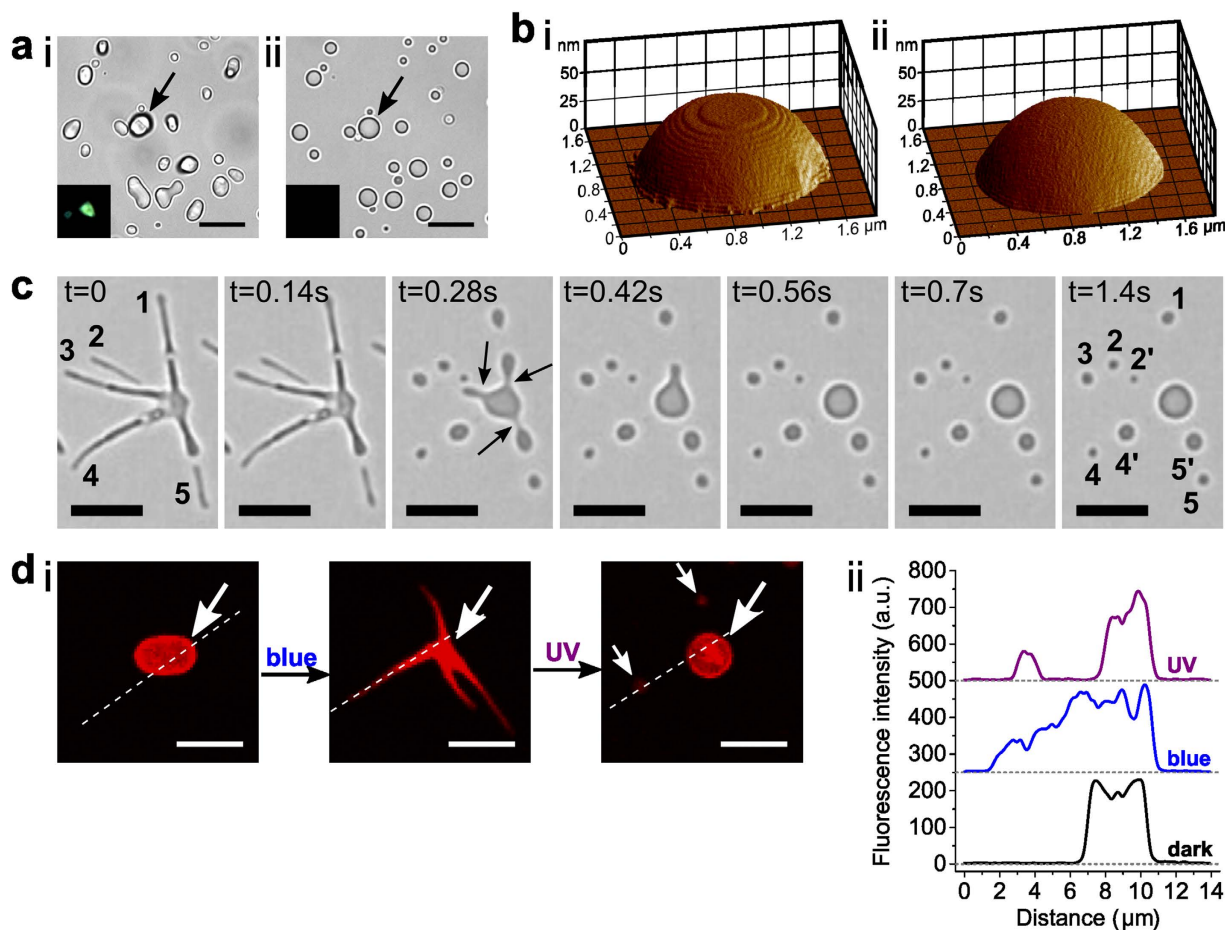 a i ii
b i ii
nm
50
25
0
1.6
1.2
0.8
0.4
0
0 0.4 0.8 1.2 1.6 µm
nm
50
25
0
1.6
1.2
0.8
0.4
0
0 0.4 0.8 1.2 1.6 µm
c
t=0 t=0.14s t=0.28s t=0.42s t=0.56s t=0.7s t=1.4s
1
2
3
4
5
1
2
3
2'
4
4'
5'
5
d i ii
blue
UV
Fluorescence intensity (a.u.)
800
700
600
500
400
300
200
100
0
UV
blue
dark
0 2 4 6 8 10 12 14
Distance (µm)